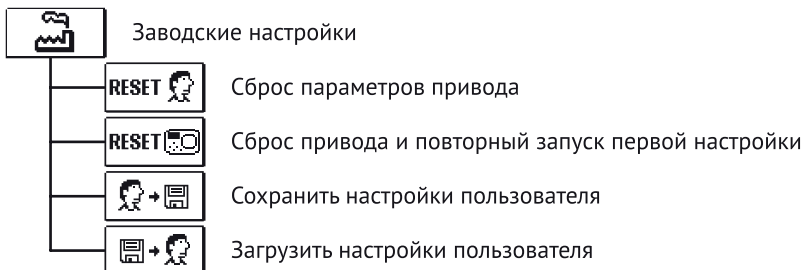 Заводские настройки
RESET Сброс параметров привода
RESET Сброс привода и повторный запуск первой настройки
Сохранить настройки пользователя
Загрузить настройки пользователя